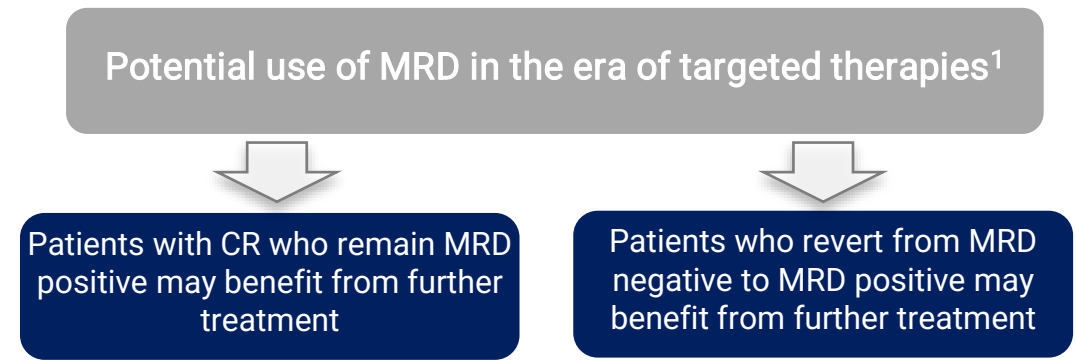 Potential use of MRD in the era of targeted therapies¹
Patients with CR who remain MRD
positive may benefit from further
treatment
Patients who revert from MRD
negative to MRD positive may
benefit from further treatment